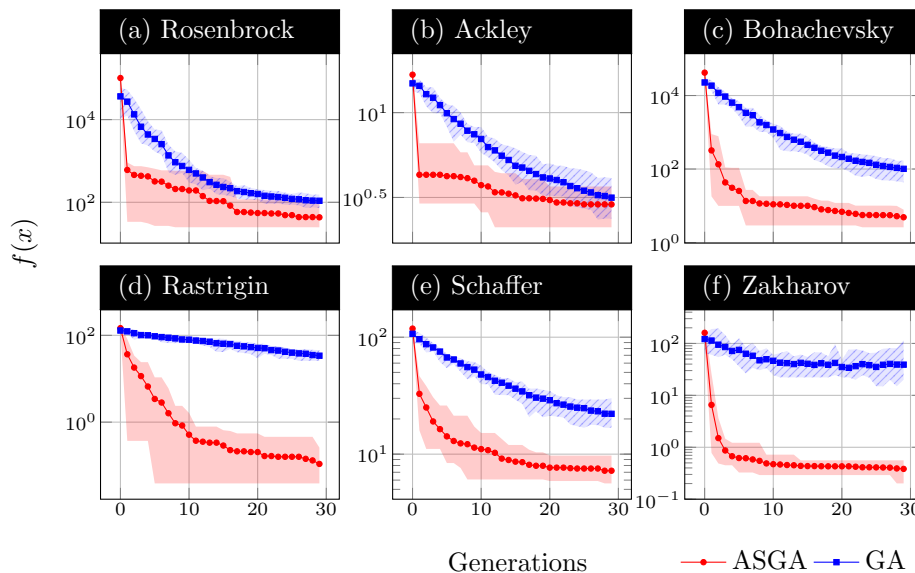 (a) Rosenbrock (b) Ackley (c) Bohachevsky
10^4 10^2
10^1 10^0.5
10^4 10^2 10^0
f(x)
(d) Rastrigin (e) Schaffer (f) Zakharov
10^2 10^0
10^2 10^1
10^2 10^1 10^0 10^−1
0 10 20 30 0 10 20 30 0 10 20 30
Generations ASGA GA